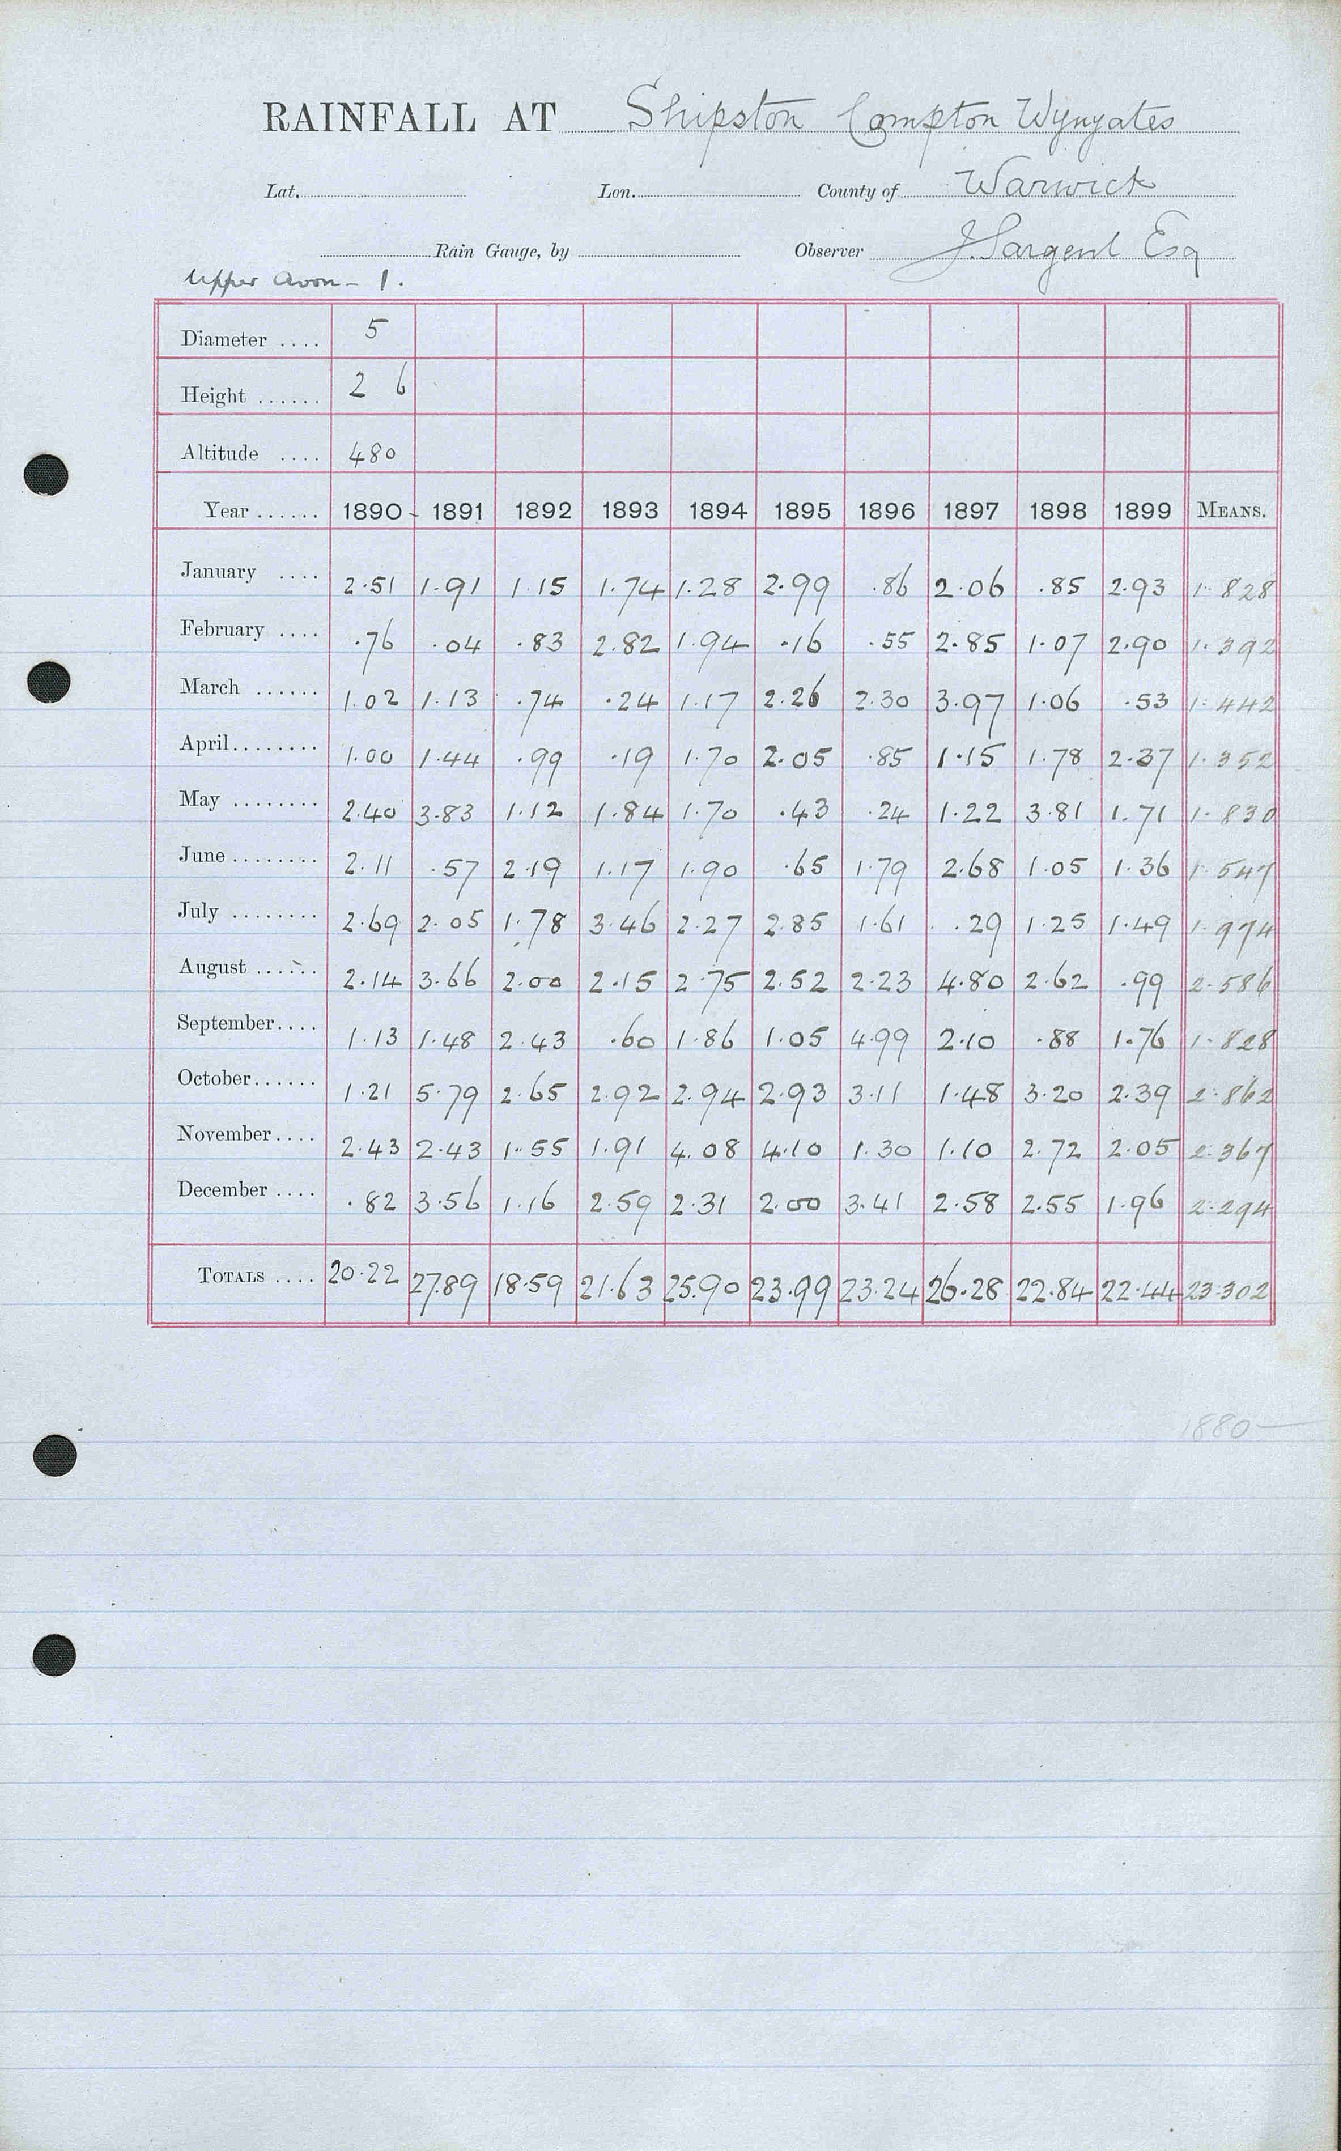 RAINFALL AT Shipston Compton Wynyates
Lat. Lon. County of Warwick
Rain Gauge, by Observer J. Sargent Esq
Upper Avon - 1.
Diameter .... 5
Height ...... 2 6
Altitude .... 480
Year ...... 1890 1891 1892 1893 1894 1895 1896 1897 1898 1899 MEANS.
January .... 2.51 1.91 1.15 1.74 1.28 2.99 .86 2.06 .85 2.93 1.828
February .... .76 .04 .83 2.82 1.94 .16 .55 2.85 1.07 2.90 1.392
March ...... 1.02 1.13 .74 .24 1.17 2.26 2.30 3.97 1.06 .53 1.442
April........ 1.00 1.44 .99 .19 1.70 2.05 .85 1.15 1.78 2.37 1.352
May ........ 2.40 3.83 1.12 1.84 1.70 .43 .24 1.22 3.81 1.71 1.830
June ........ 2.11 .57 2.19 1.17 1.90 .65 1.79 2.68 1.05 1.36 1.547
July ........ 2.69 2.05 1.78 3.46 2.27 2.85 1.61 .29 1.25 1.49 1.974
August ...... 2.14 3.66 2.00 2.15 2.75 2.52 2.23 4.80 2.62 .99 2.586
September.... 1.13 1.48 2.43 .60 1.86 1.05 4.99 2.10 .88 1.76 1.828
October...... 1.21 5.79 2.65 2.92 2.94 2.93 3.11 1.48 3.20 2.39 2.862
November.... 2.43 2.43 1.55 1.91 4.08 4.10 1.30 1.10 2.72 2.05 2.367
December .... .82 3.56 1.16 2.59 2.31 2.00 3.41 2.58 2.55 1.96 2.294
TOTALS .... 20.22 27.89 18.59 21.63 25.90 23.99 23.24 26.28 22.84 22.44 23.302
1880-